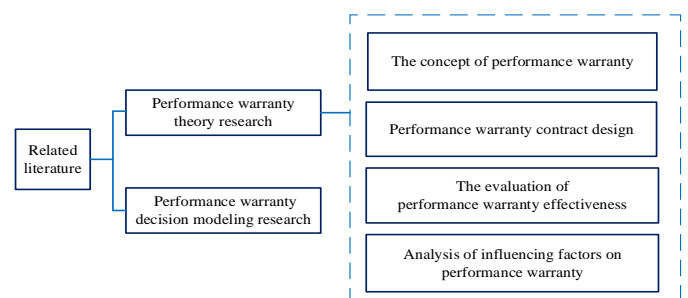 Related
literature
Performance warranty
theory research
Performance warranty
decision modeling research
The concept of performance warranty
Performance warranty contract design
The evaluation of
performance warranty effectiveness
Analysis of influencing factors on
performance warranty